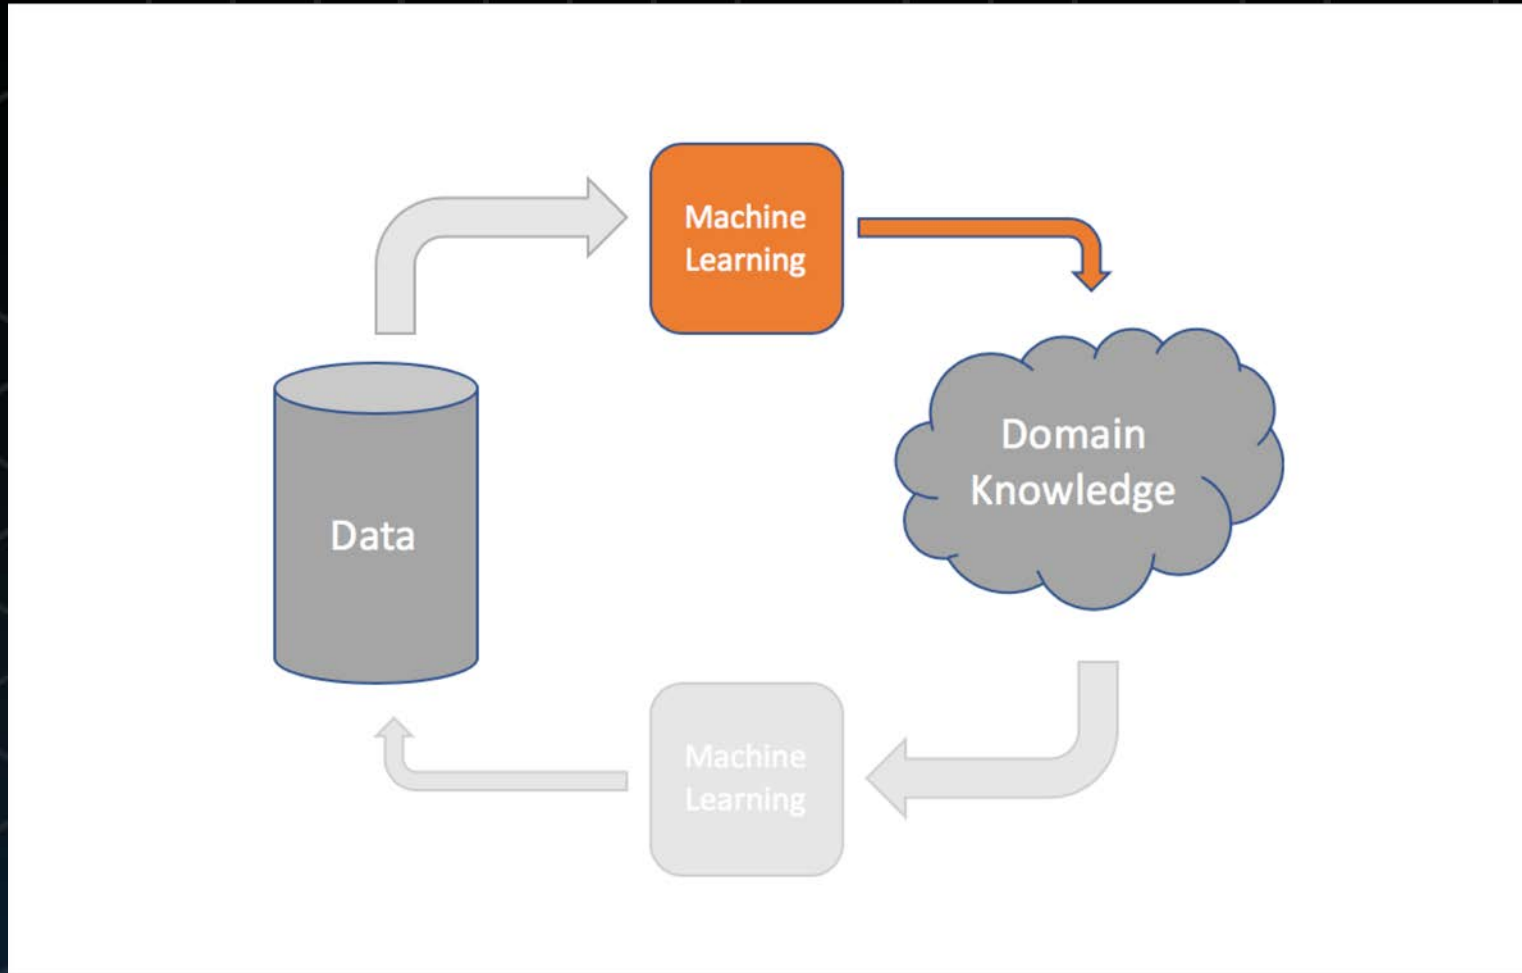 Machine
Learning
Domain
Knowledge
Data
Machine
Learning